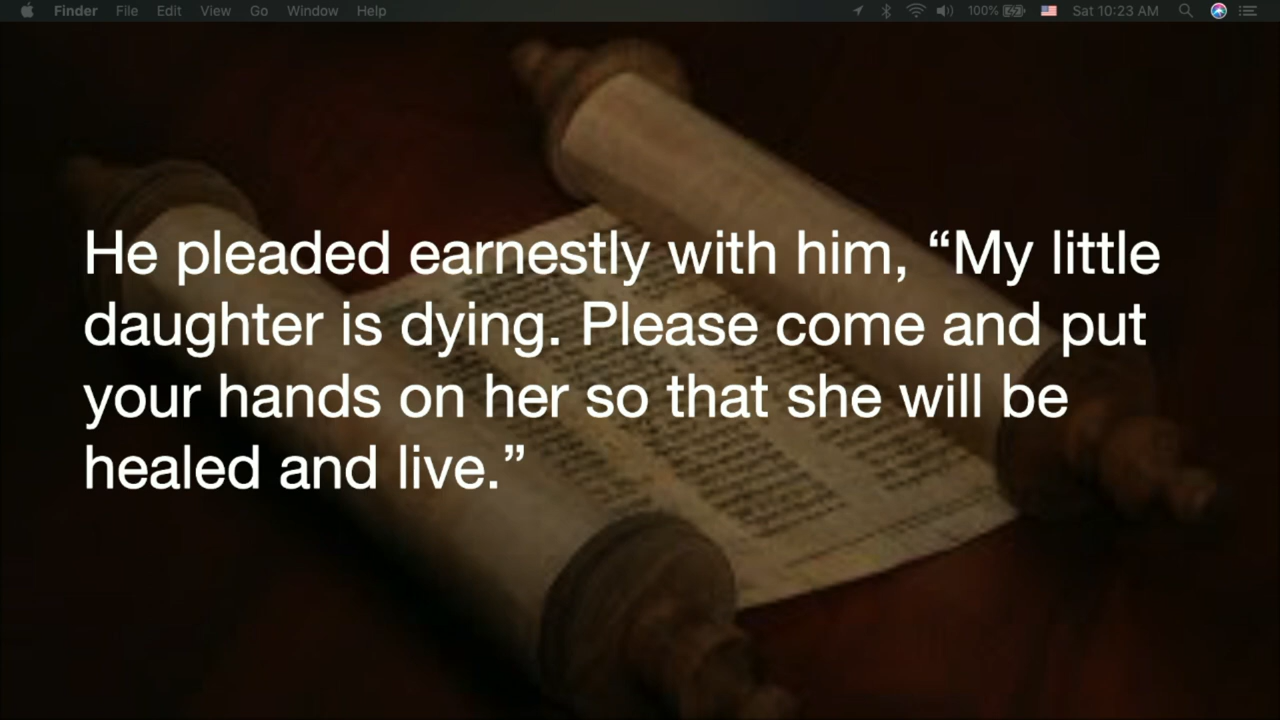 Finder File Edit View Go Window Help 100% Sat 10:23 AM
He pleaded earnestly with him, “My little
daughter is dying. Please come and put
your hands on her so that she will be
healed and live.”